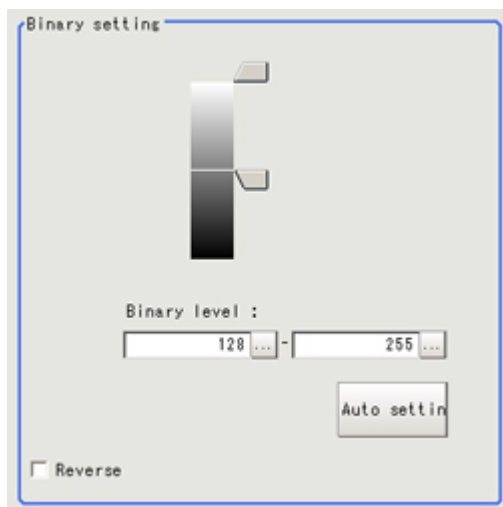 Binary setting
Binary level :
128 ... - 255 ...
Auto settin
Reverse